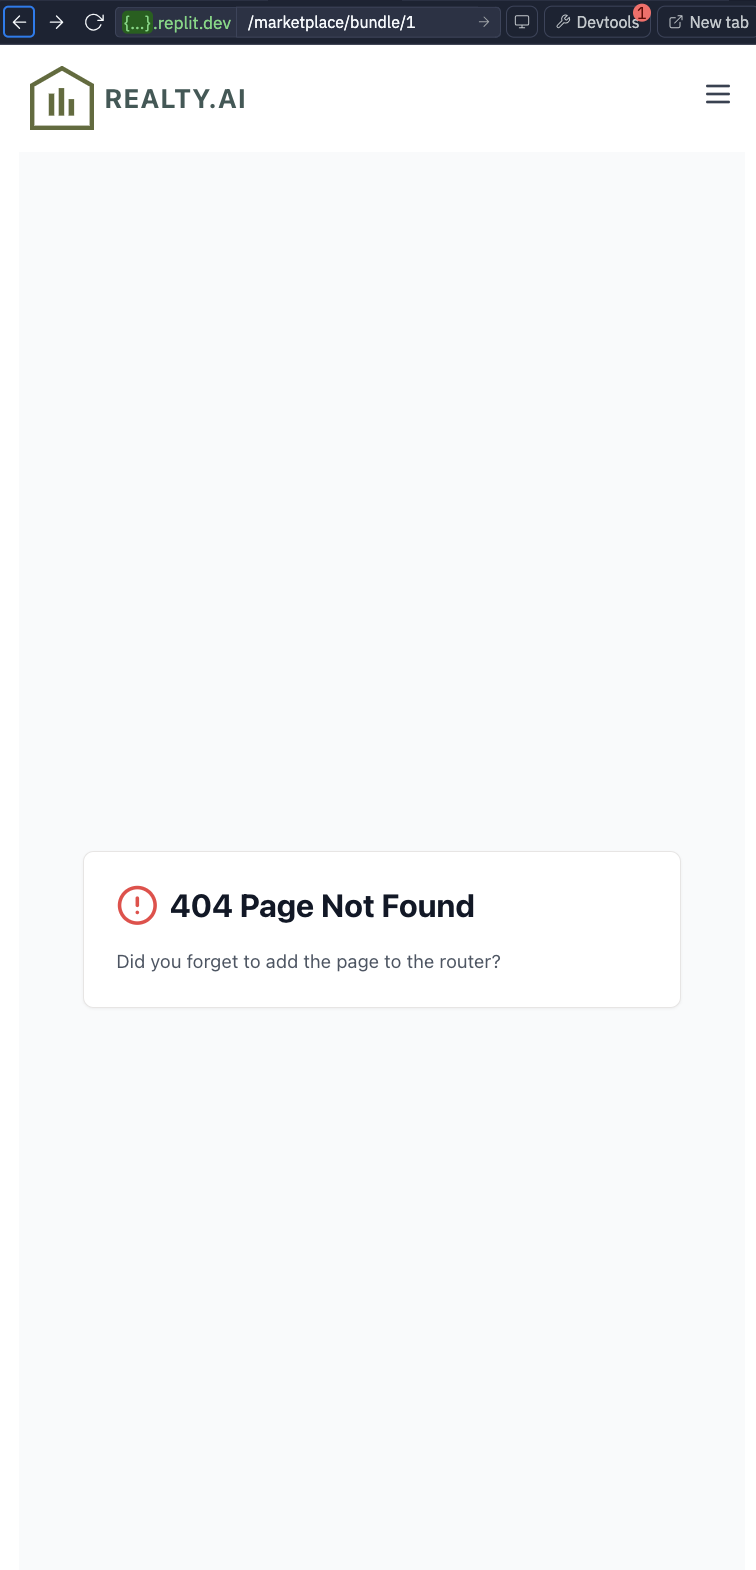 {...}.replit.dev /marketplace/bundle/1 Devtools 1 New tab
REALTY.AI
404 Page Not Found
Did you forget to add the page to the router?